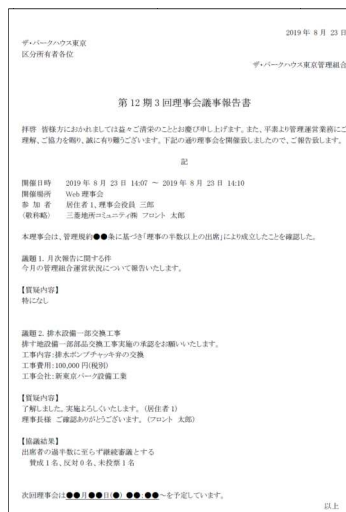 2019年 8月 23日
ザ・パークハウス東京
区分所有者各位
ザ・パークハウス東京管理組合
第 12 期 3 回理事会議事報告書
拝啓 皆様方におかれましては益々ご清栄のこととお慶び申し上げます。また、平素より管理運営業務にご
理解、ご協力を賜り、誠に有り難うございます。下記の通り理事会を開催致しましたので、ご報告致します。
記
開催日時 2019年 8月 23日 14:07 ～ 2019年 8月 23日 14:10
開催場所 Web 理事会
参 加 者 居住者 1、理事会役員 三郎
(敬称略) 三菱地所コミュニティ㈱ フロント 太郎
本理事会は、管理規約●●条に基づき「理事の半数以上の出席」により成立したことを確認した。
議題 1. 月次報告に関する件
今月の管理組合運営状況について報告いたします。
【質疑内容】
特になし
議題 2. 排水設備一部交換工事
排す地設備一部部品交換工事実施の承認をお願いいたします。
工事内容:排水ポンプチャッキ弁の交換
工事費用:100,000 円(税別)
工事会社:新東京パーク設備工業
【質疑内容】
了解しました。実施よろしくいたします。(居住者 1)
理事長様 ご確認ありがとうございます。(フロント 太郎)
【協議結果】
出席者の過半数に至らず継続審議とする
賛成 1 名、反対 0 名、未投票 1 名
次回理事会は●●月●●日(●) ●●:●●～を予定しています。
以上